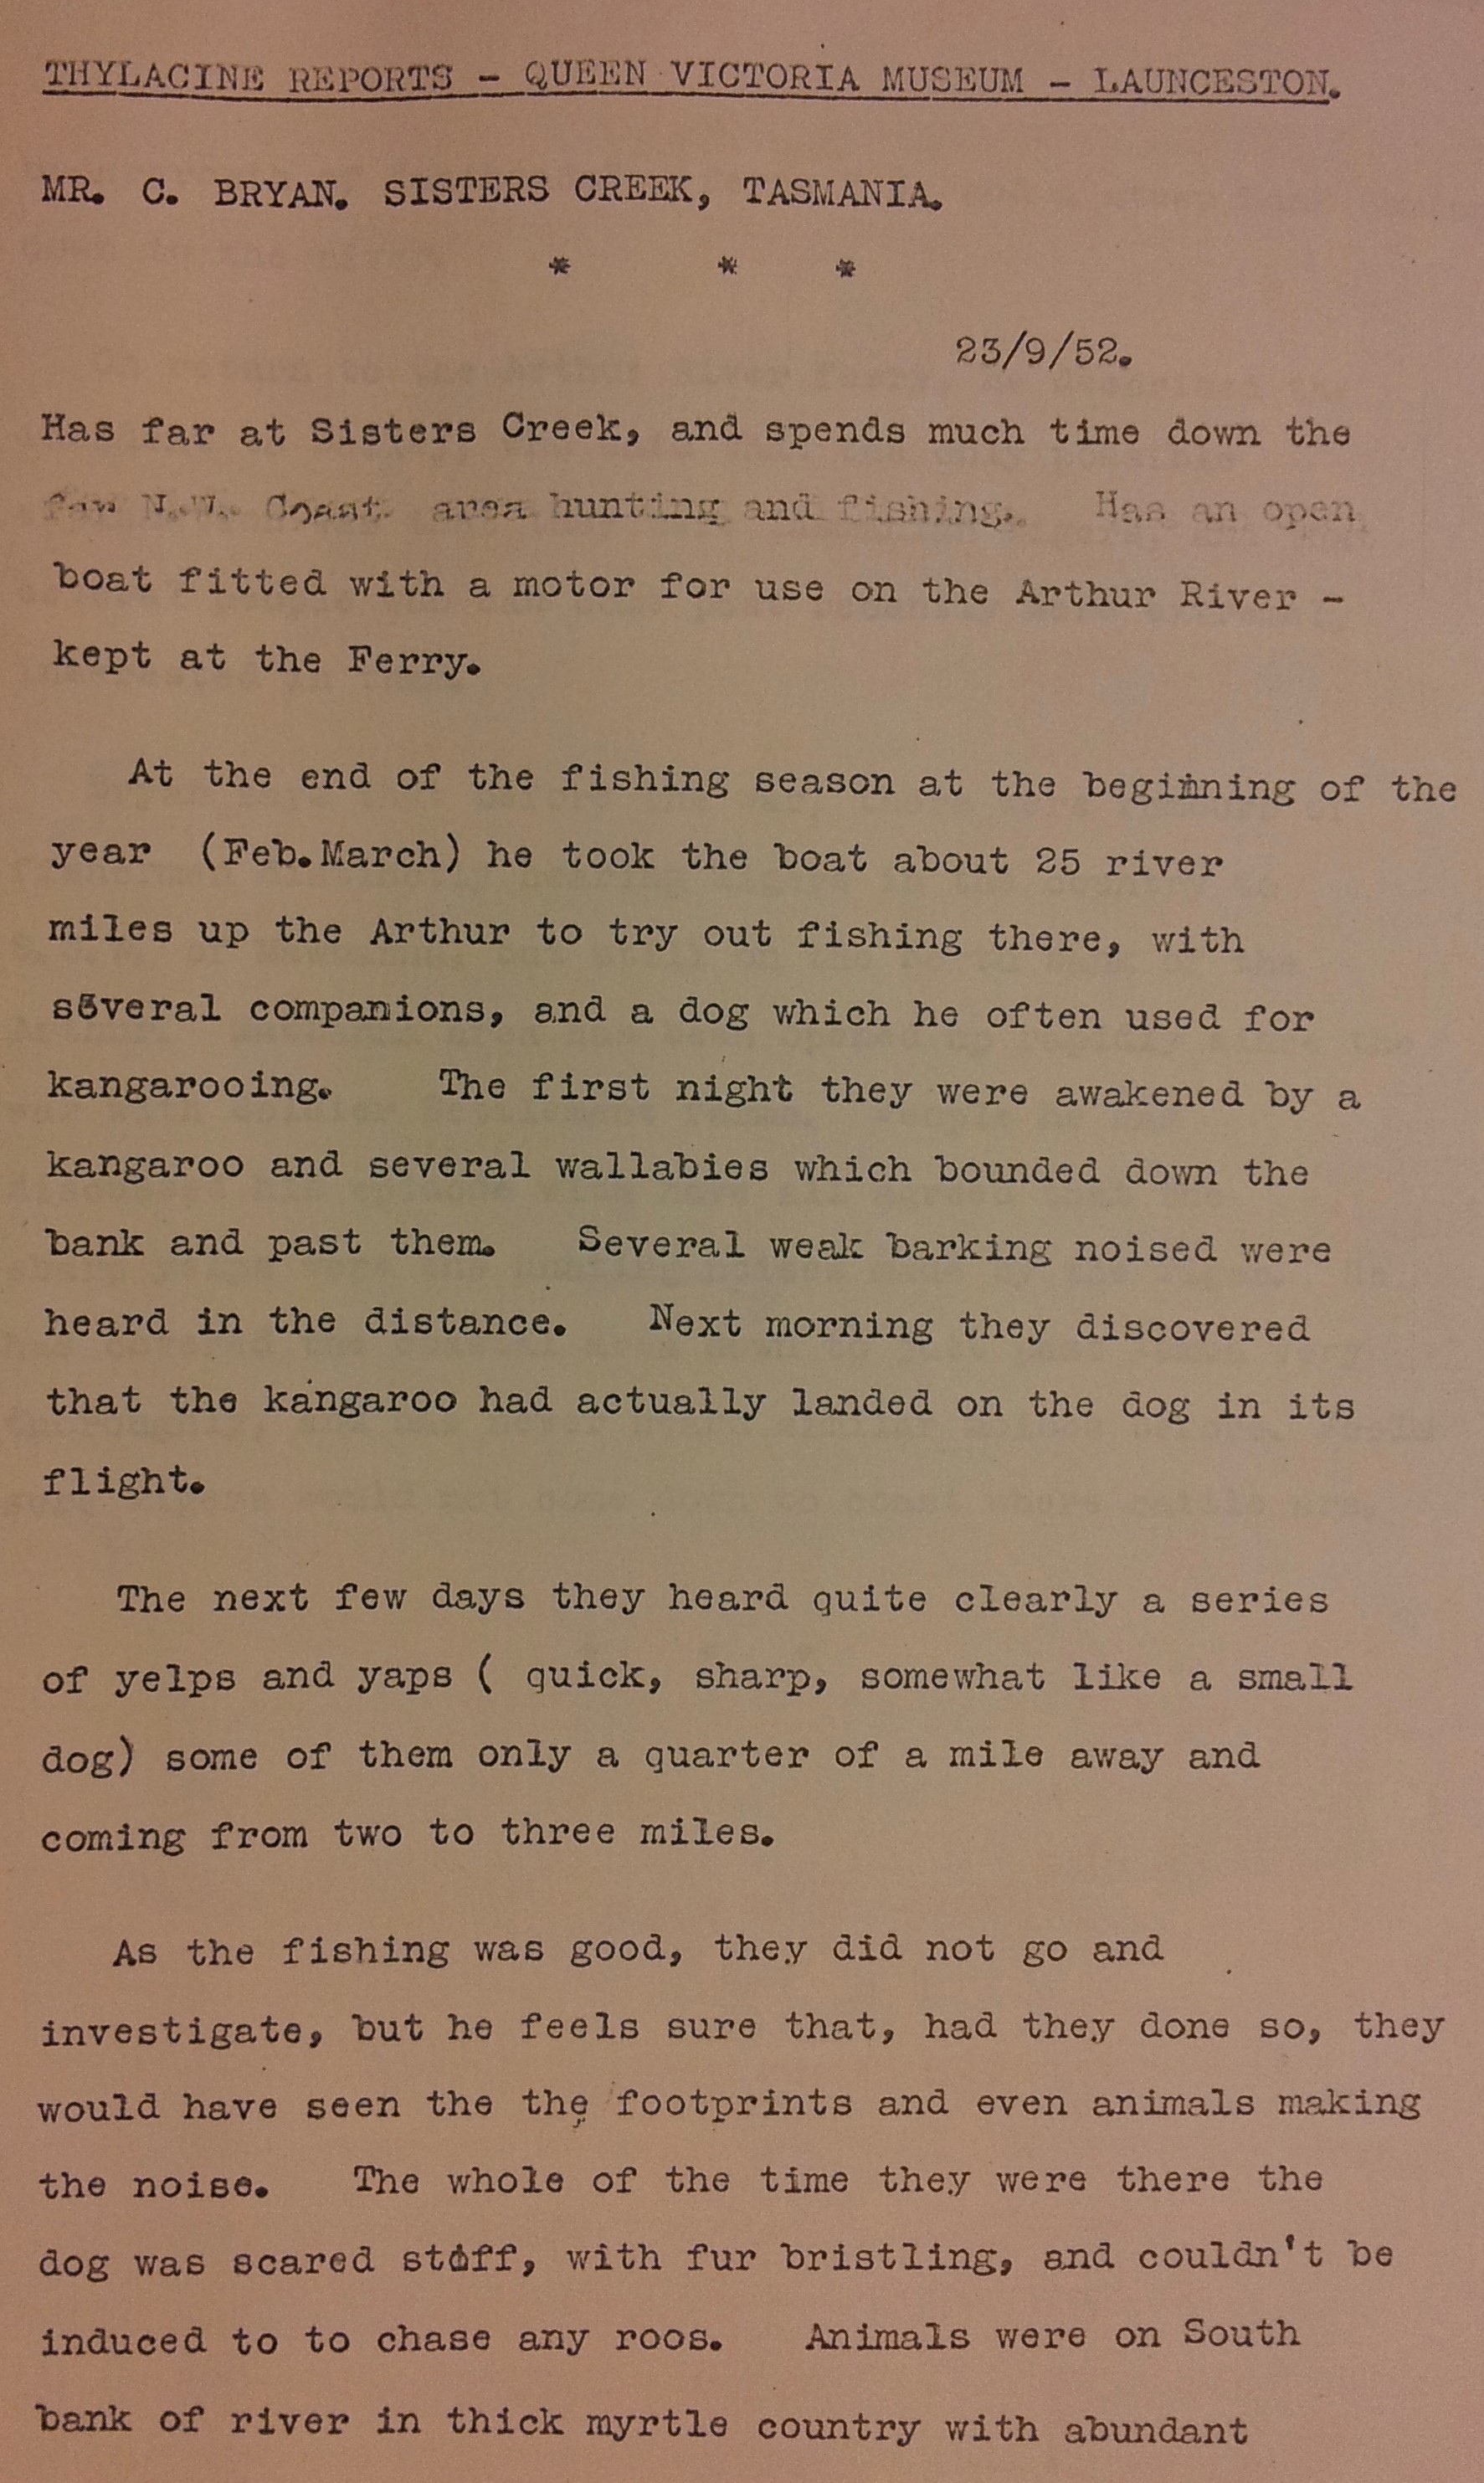 THYLACINE REPORTS - QUEEN VICTORIA MUSEUM - LAUNCESTON.
MR. C. BRYAN. SISTERS CREEK, TASMANIA.
* * *
23/9/52.
Has far at Sisters Creek, and spends much time down the
N.W. Coast area hunting and fishing. Has an open
boat fitted with a motor for use on the Arthur River -
kept at the Ferry.
At the end of the fishing season at the beginning of the
year (Feb.March) he took the boat about 25 river
miles up the Arthur to try out fishing there, with
several companions, and a dog which he often used for
kangarooing. The first night they were awakened by a
kangaroo and several wallabies which bounded down the
bank and past them. Several weak barking noised were
heard in the distance. Next morning they discovered
that the kangaroo had actually landed on the dog in its
flight.
The next few days they heard quite clearly a series
of yelps and yaps ( quick, sharp, somewhat like a small
dog) some of them only a quarter of a mile away and
coming from two to three miles.
As the fishing was good, they did not go and
investigate, but he feels sure that, had they done so, they
would have seen the the footprints and even animals making
the noise. The whole of the time they were there the
dog was scared stiff, with fur bristling, and couldn't be
induced to to chase any roos. Animals were on South
bank of river in thick myrtle country with abundant